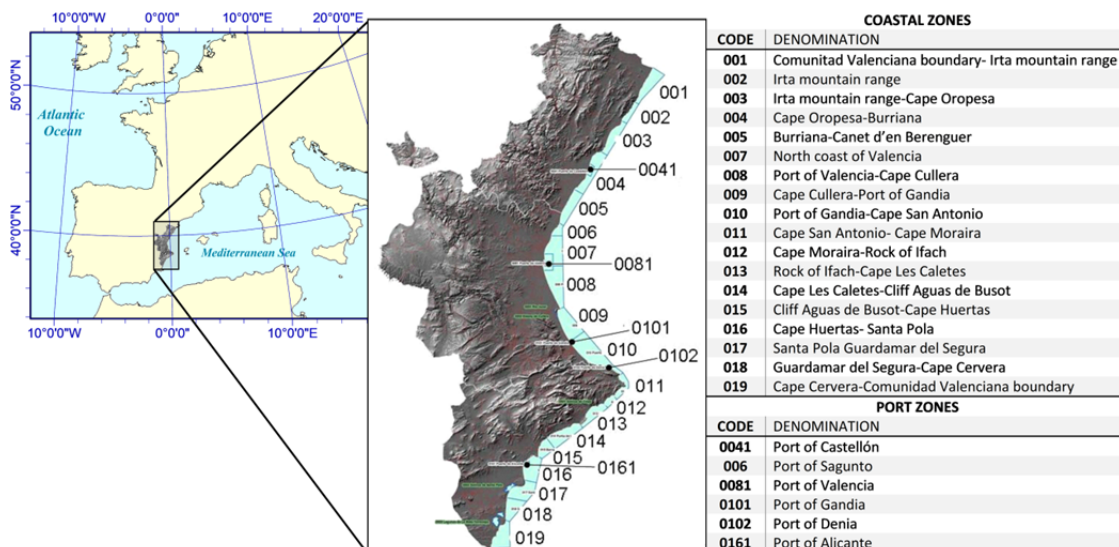 10°0'0"W
0°0'0"
10°0'0"E
20°0'0"E
50°0'0"N
Atlantic
Ocean
40°0'0"N
Mediterranean Sea
10°0'0"W
0°0'0"
10°0'0"E
001
002
003
0041
004
005
006
007
0081
008
009
0101
010
0102
011
012
013
014
015
0161
016
017
018
019
COASTAL ZONES
CODE DENOMINATION
001 Comunitad Valenciana boundary- Irta mountain range
002 Irta mountain range
003 Irta mountain range-Cape Oropesa
004 Cape Oropesa-Burriana
005 Burriana-Canet d'en Berenguer
007 North coast of Valencia
008 Port of Valencia-Cape Cullera
009 Cape Cullera-Port of Gandia
010 Port of Gandia-Cape San Antonio
011 Cape San Antonio- Cape Moraira
012 Cape Moraira-Rock of Ifach
013 Rock of Ifach-Cape Les Caletes
014 Cape Les Caletes-Cliff Aguas de Busot
015 Cliff Aguas de Busot-Cape Huertas
016 Cape Huertas- Santa Pola
017 Santa Pola Guardamar del Segura
018 Guardamar del Segura-Cape Cervera
019 Cape Cervera-Comunidad Valenciana boundary
PORT ZONES
CODE DENOMINATION
0041 Port of Castellón
006 Port of Sagunto
0081 Port of Valencia
0101 Port of Gandia
0102 Port of Denia
0161 Port of Alicante